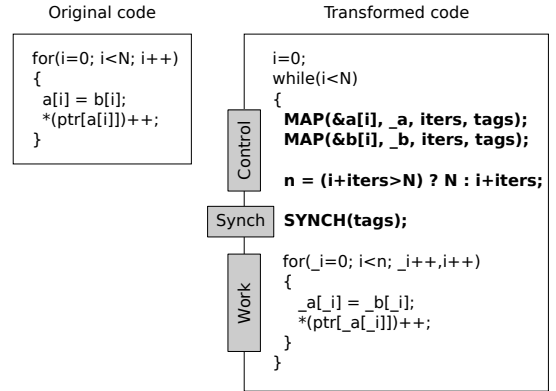 Original code
for(i=0; i<N; i++)
{
a[i] = b[i];
*(ptr[a[i]])++;
}
Transformed code
i=0;
while(i<N)
{
Control
MAP(&a[i], _a, iters, tags);
MAP(&b[i], _b, iters, tags);
n = (i+iters>N) ? N : i+iters;
Synch
SYNCH(tags);
Work
for(_i=0; i<n; _i++,i++)
{
_a[_i] = _b[_i];
*(ptr[_a[_i]])++;
}
}